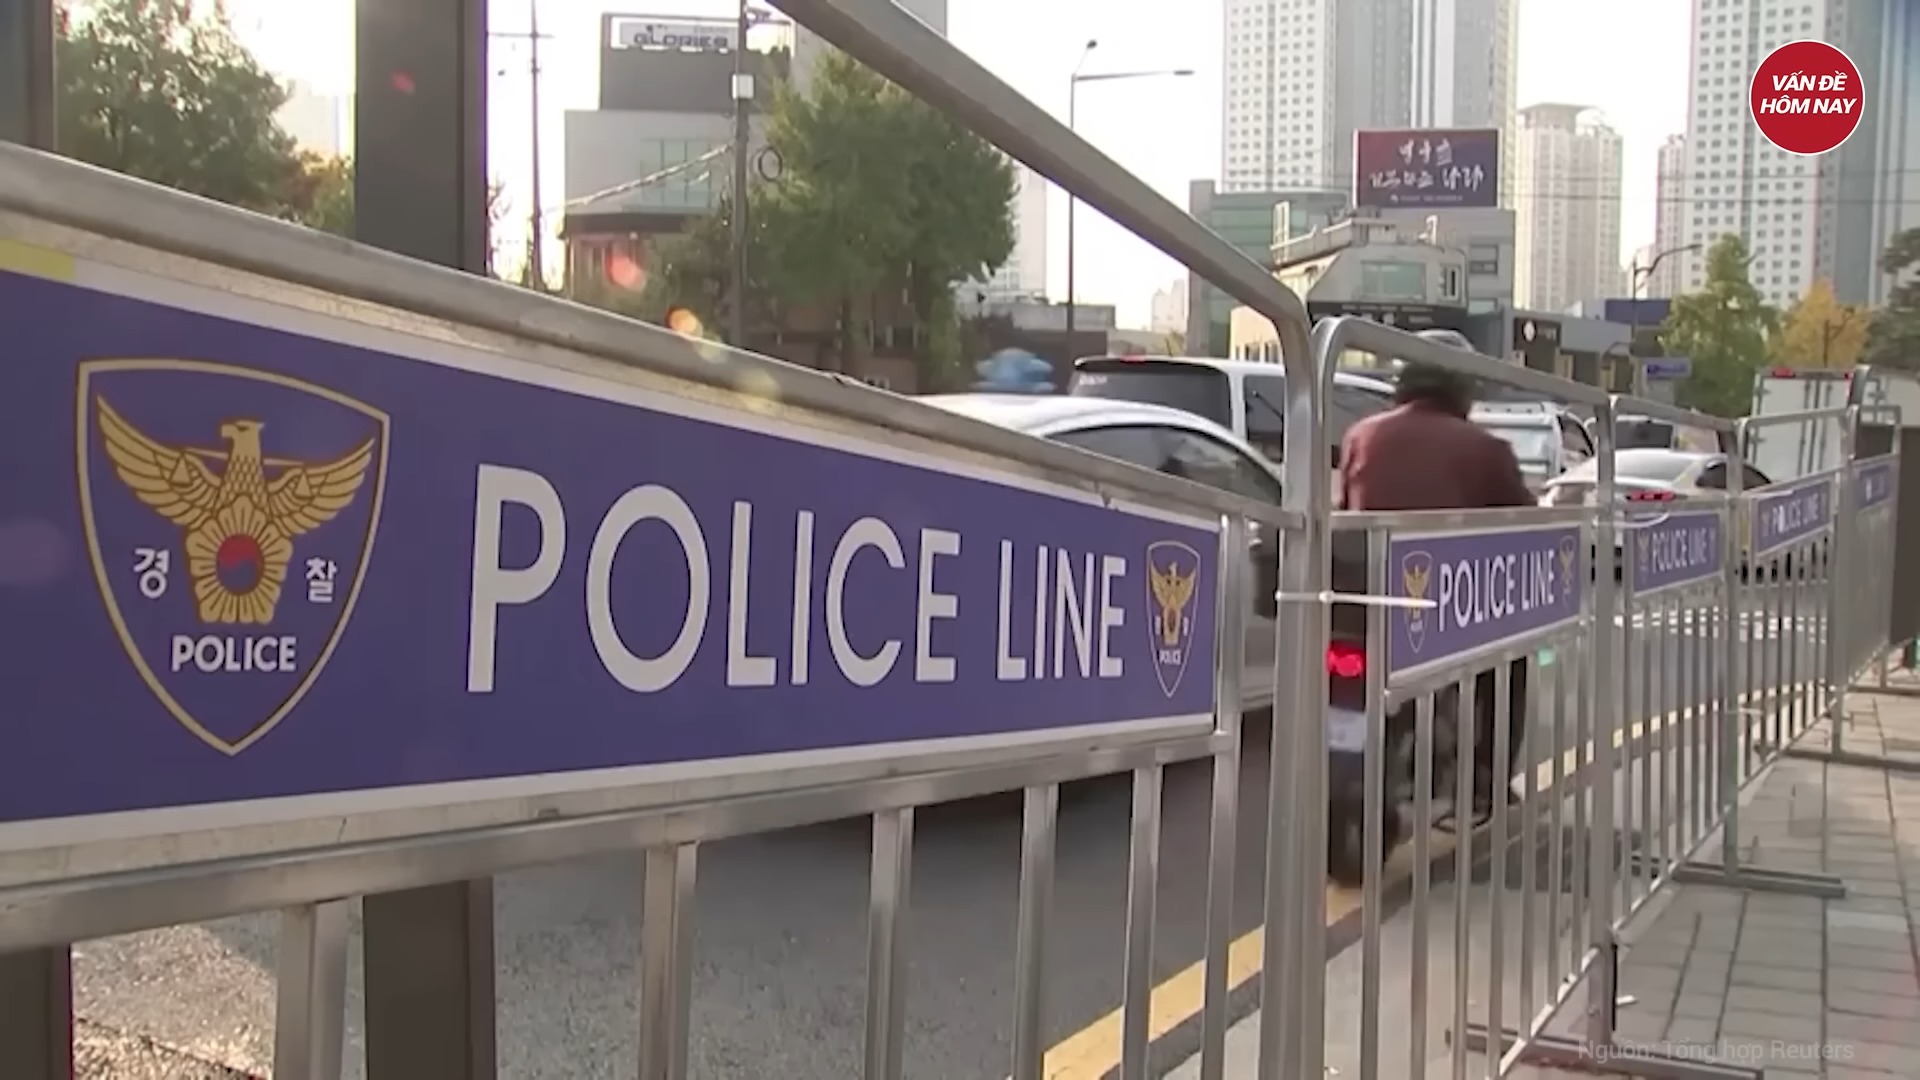 GLORIES
VẤN ĐỀ
HÔM NAY
경 찰
POLICE
POLICE LINE
POLICE
POLICE LINE
POLICE LINE
POLICE LINE
Nguồn: Tổng hợp Reuters